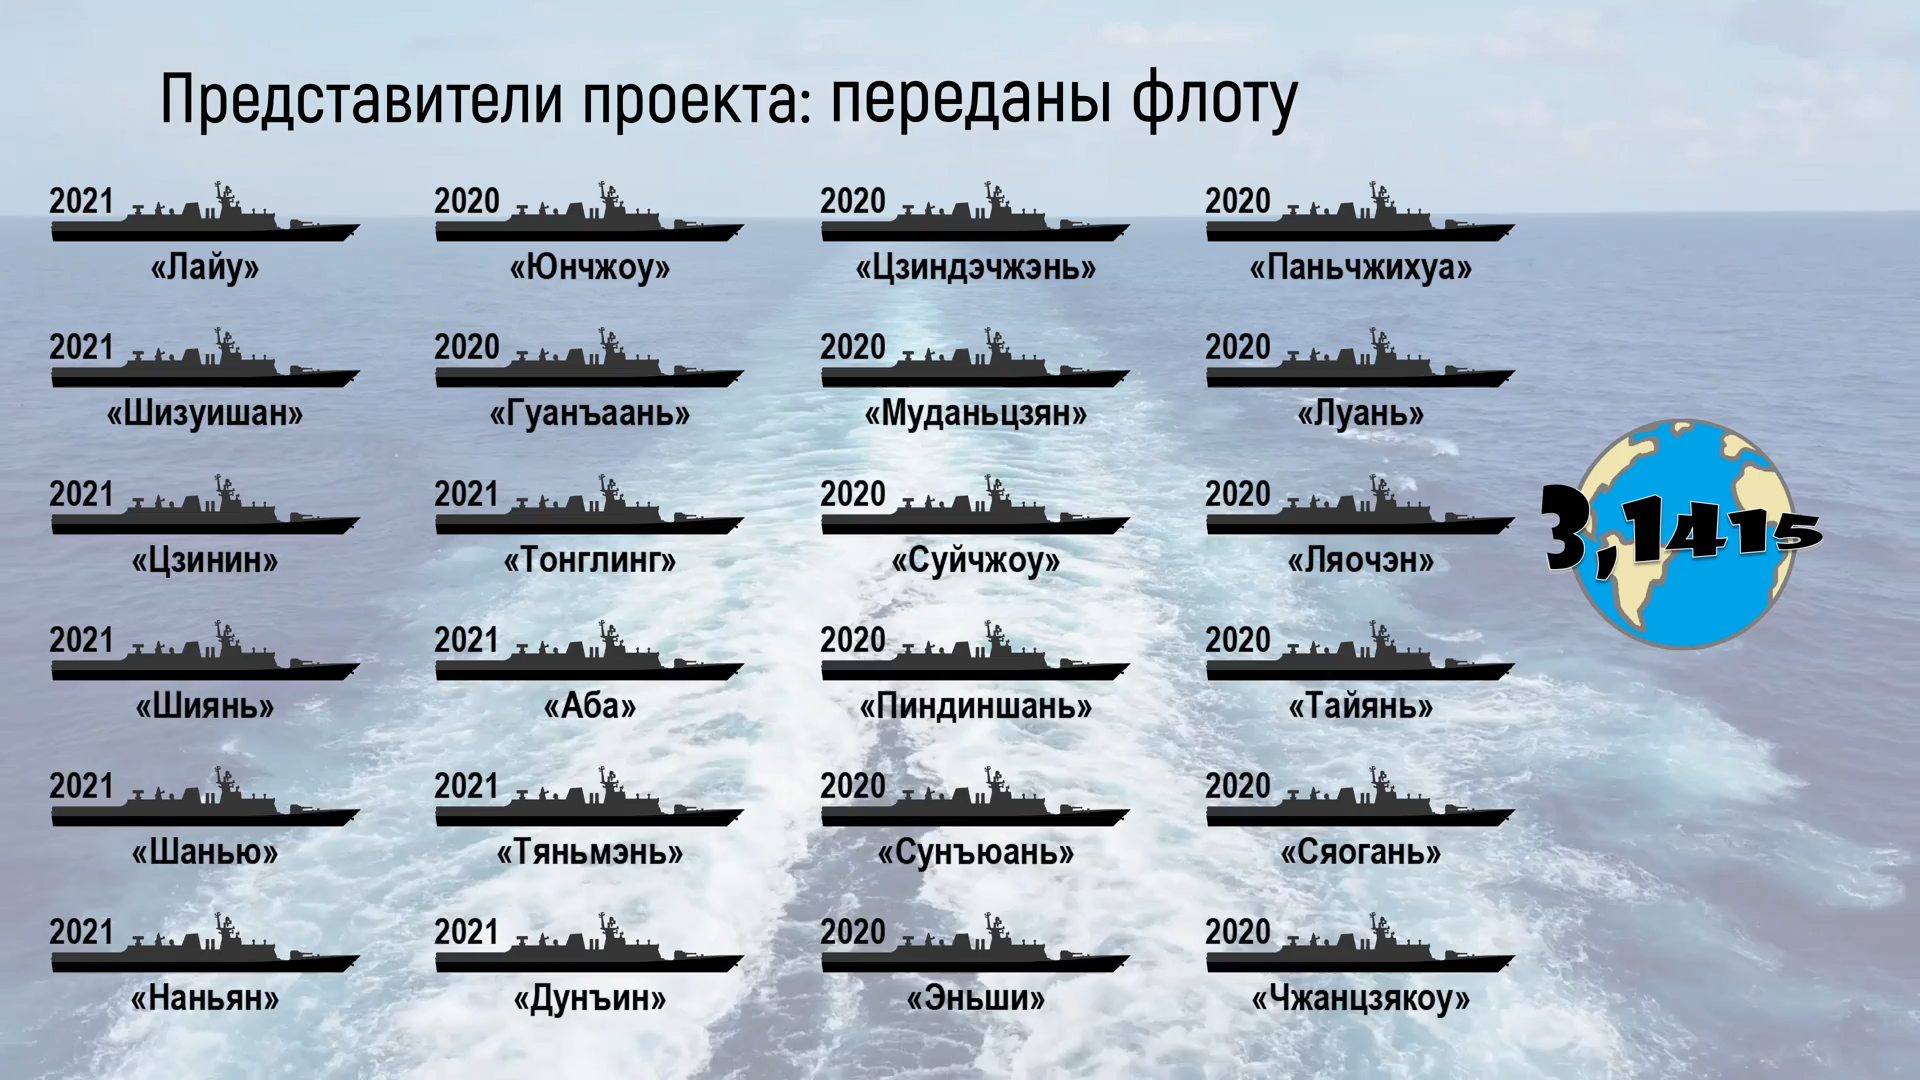 Представители проекта: переданы флоту
2021 2020 2020 2020
«Лайу» «Юнчжоу» «Цзиндэчжэнь» «Паньчжихуа»
2021 2020 2020 2020
«Шизуишан» «Гуанъаань» «Муданьцзян» «Луань»
2021 2021 2020 2020
«Цзинин» «Тонглинг» «Суйчжоу» «Ляочэн»
3,1415
2021 2021 2020 2020
«Шиянь» «Аба» «Пиндиншань» «Тайянь»
2021 2021 2020 2020
«Шанью» «Тяньмэнь» «Сунъюань» «Сяогань»
2021 2021 2020 2020
«Наньян» «Дунъин» «Эньши» «Чжанцзякоу»